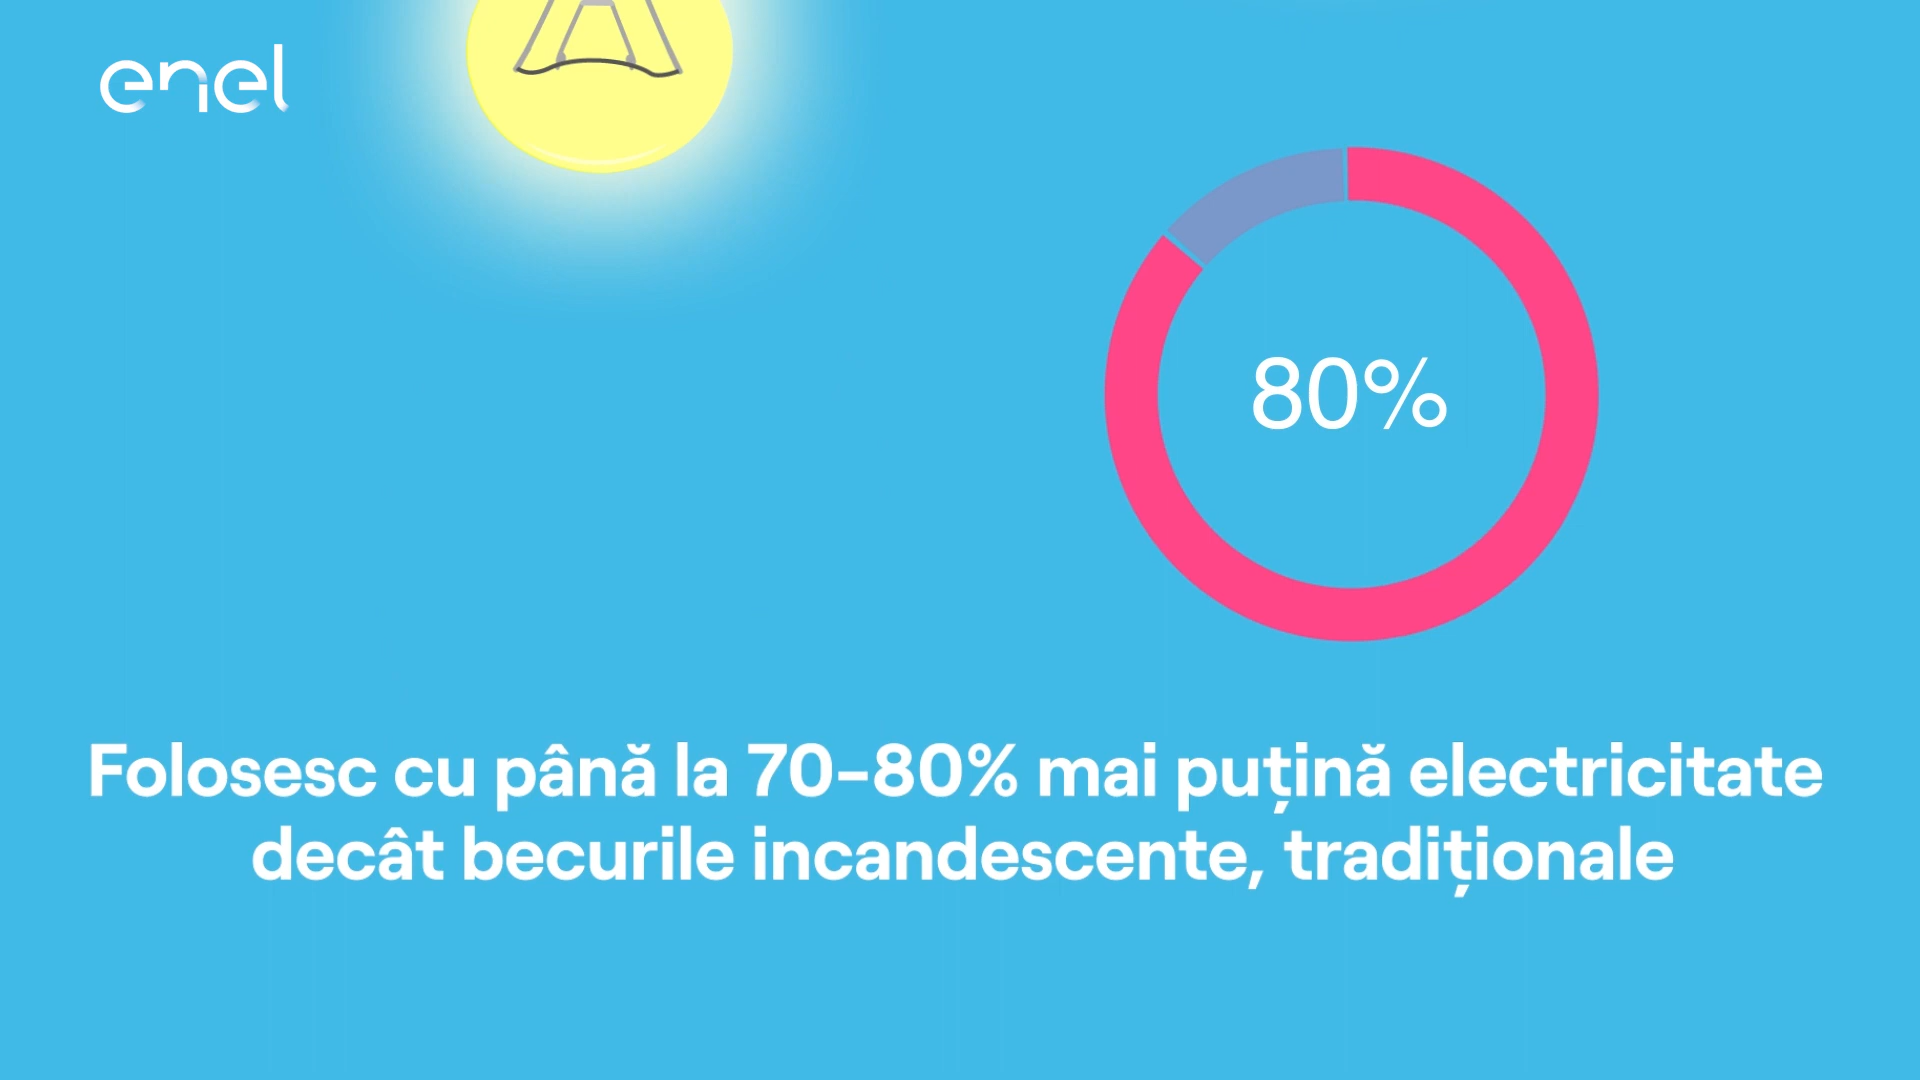 enel
80%
Folosesc cu până la 70-80% mai puțină electricitate
decât becurile incandescente, tradiționale